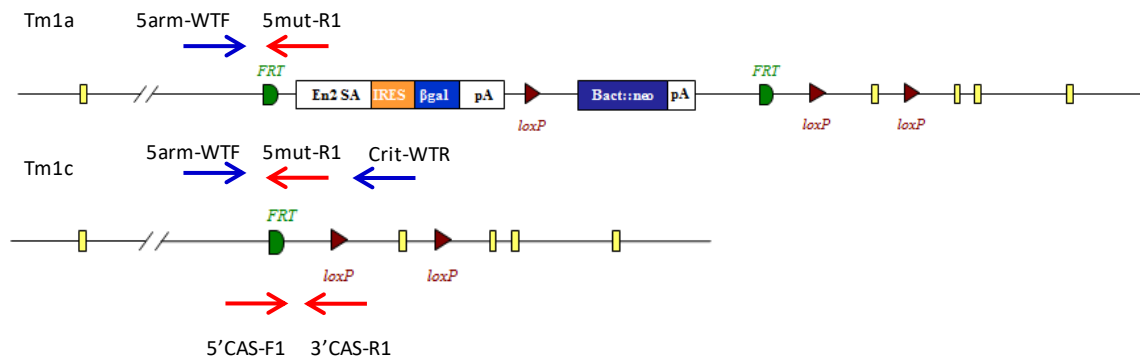 Tm1a 5arm-WTF 5mut-R1
FRT FRT
En2 SA IRES βgal pA Bact::neo pA
loxP loxP loxP
5arm-WTF 5mut-R1 Crit-WTR
Tm1c
FRT
loxP loxP
5’CAS-F1 3’CAS-R1